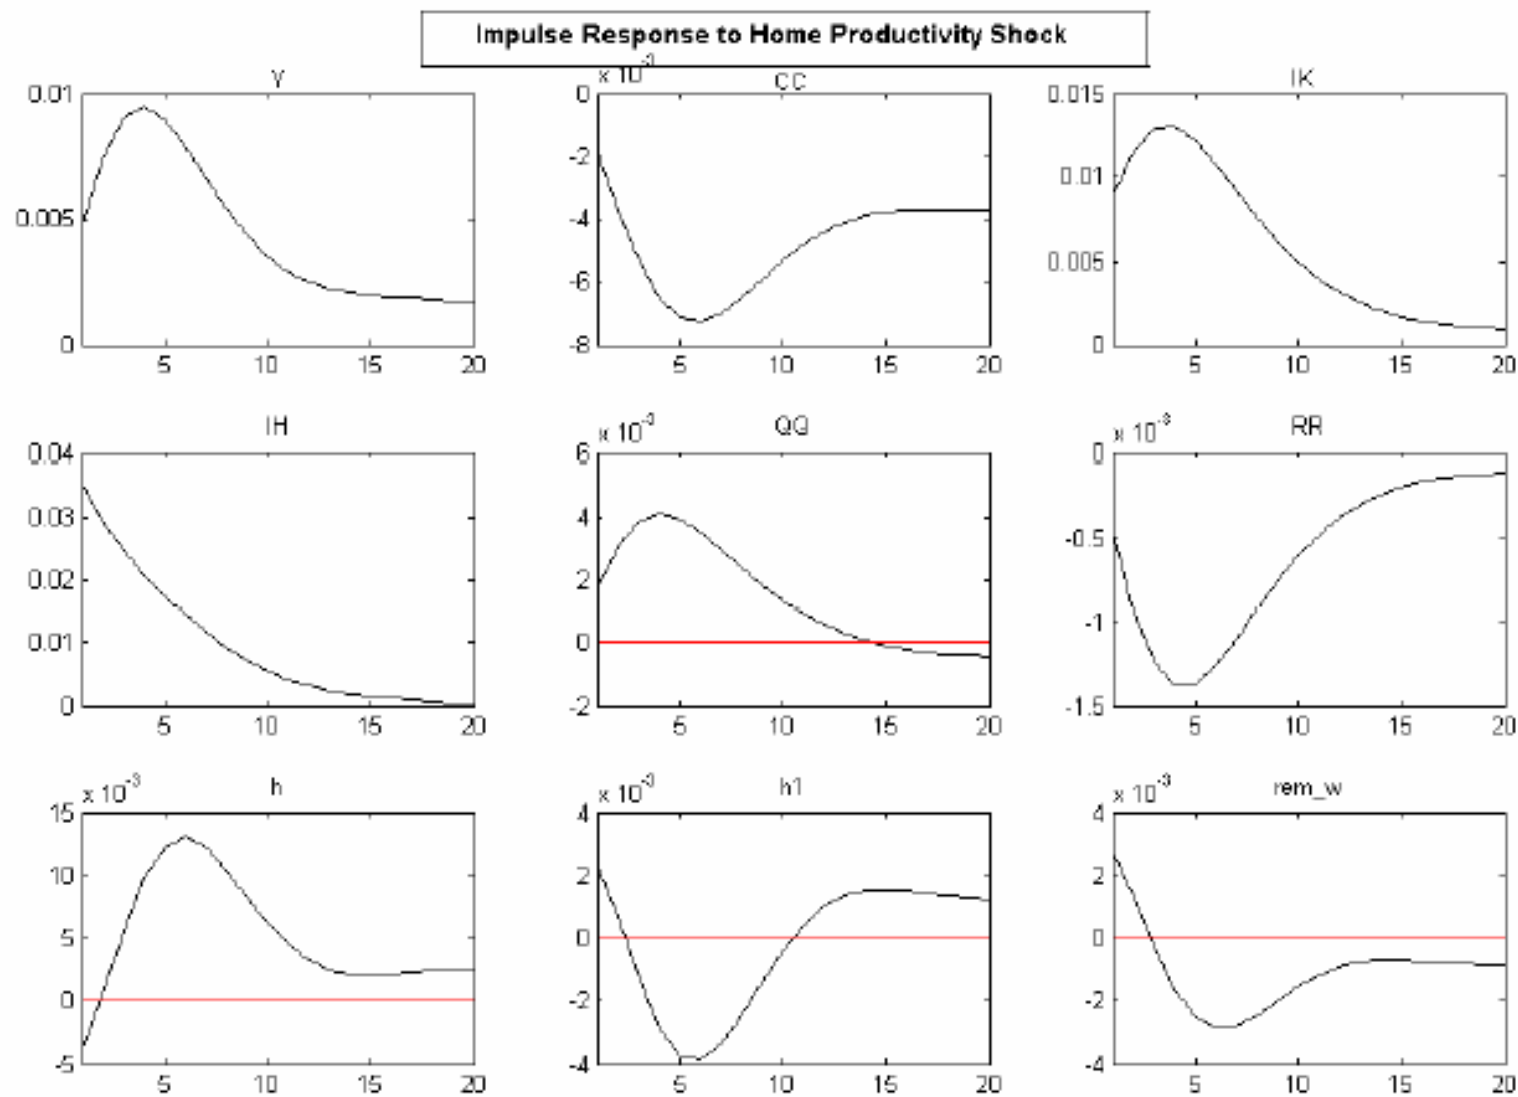 Impulse Response to Home Productivity Shock
Y
0.01
0.005
0
5 10 15 20
x 10-3
CC
0
-2
-4
-6
-8
5 10 15 20
IK
0.015
0.01
0.005
0
5 10 15 20
IH
0.04
0.03
0.02
0.01
0
5 10 15 20
x 10-3
QQ
6
4
2
0
-2
5 10 15 20
x 10-3
RR
0
-0.5
-1
-1.5
5 10 15 20
x 10-3
h
15
10
5
0
-5
5 10 15 20
x 10-3
h1
4
2
0
-2
-4
5 10 15 20
x 10-3
rem_w
4
2
0
-2
-4
5 10 15 20